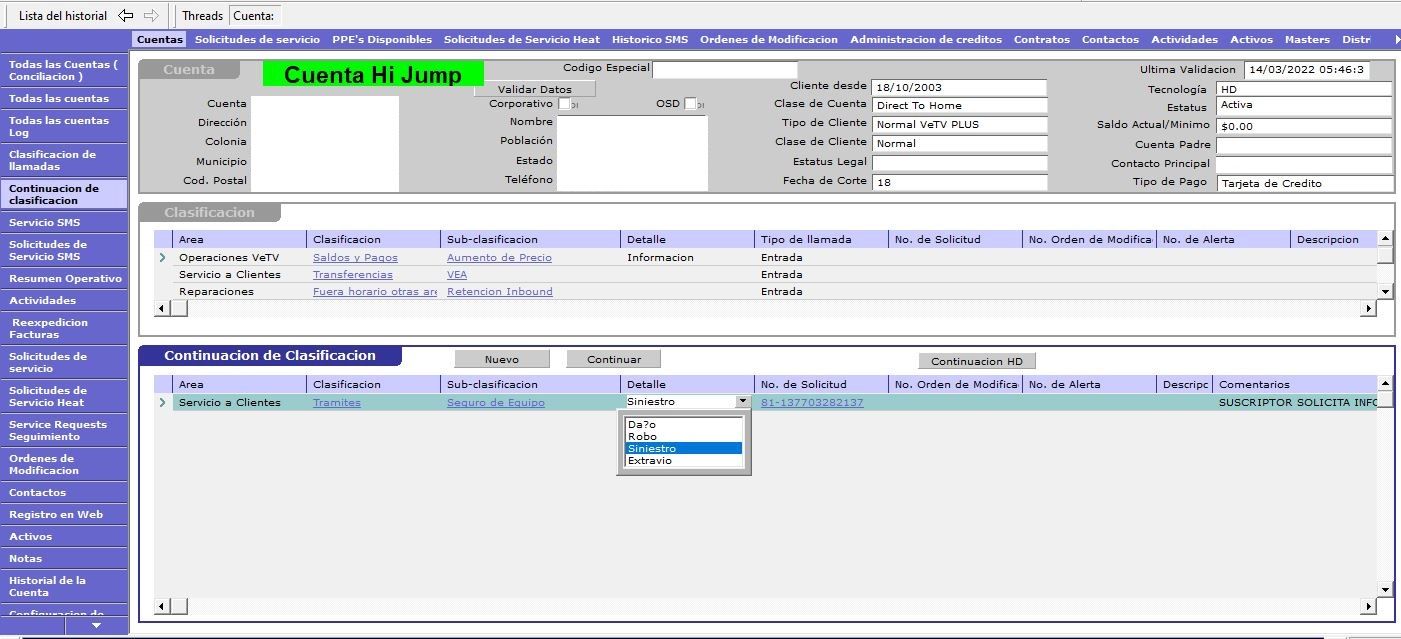 Lista del historial Threads Cuenta:
Cuentas Solicitudes de servicio PPE's Disponibles Solicitudes de Servicio Heat Historico SMS Ordenes de Modificacion Administracion de creditos Contratos Contactos Actividades Activos Masters Distr
Todas las Cuentas (
Conciliacion )
Todas las cuentas
Todas las cuentas
Log
Clasificacion de
llamadas
Continuacion de
clasificacion
Servicio SMS
Solicitudes de
Servicio SMS
Resumen Operativo
Actividades
Reexpedicion
Facturas
Solicitudes de
servicio
Solicitudes de
Servicio Heat
Service Requests
Seguimiento
Ordenes de
Modificacion
Contactos
Registro en Web
Activos
Notas
Historial de la
Cuenta
Configuracion de
Cuenta
Cuenta Hi Jump
Codigo Especial
Validar Datos
Corporativo OSD
Cuenta
Dirección
Colonia
Municipio
Cod. Postal
Nombre
Población
Estado
Teléfono
Cliente desde 18/10/2003
Clase de Cuenta Direct To Home
Tipo de Cliente Normal VeTV PLUS
Clase de Cliente Normal
Estatus Legal
Fecha de Corte 18
Ultima Validacion 14/03/2022 05:46:3
Tecnología HD
Estatus Activa
Saldo Actual/Minimo $0.00
Cuenta Padre
Contacto Principal
Tipo de Pago Tarjeta de Credito
Clasificacion
Area Clasificacion Sub-clasificacion Detalle Tipo de llamada No. de Solicitud No. Orden de Modifica No. de Alerta Descripcion
Operaciones VeTV Saldos y Pagos Aumento de Precio Informacion Entrada
Servicio a Clientes Transferencias VEA Entrada
Reparaciones Fuera horario otras are Retencion Inbound Entrada
Continuacion de Clasificacion Nuevo Continuar Continuacion HD
Area Clasificacion Sub-clasificacion Detalle No. de Solicitud No. Orden de Modifica No. de Alerta Descripc Comentarios
Servicio a Clientes Tramites Seguro de Equipo Siniestro 81-137703282137 SUSCRIPTOR SOLICITA INFO
Da?o
Robo
Siniestro
Extravio